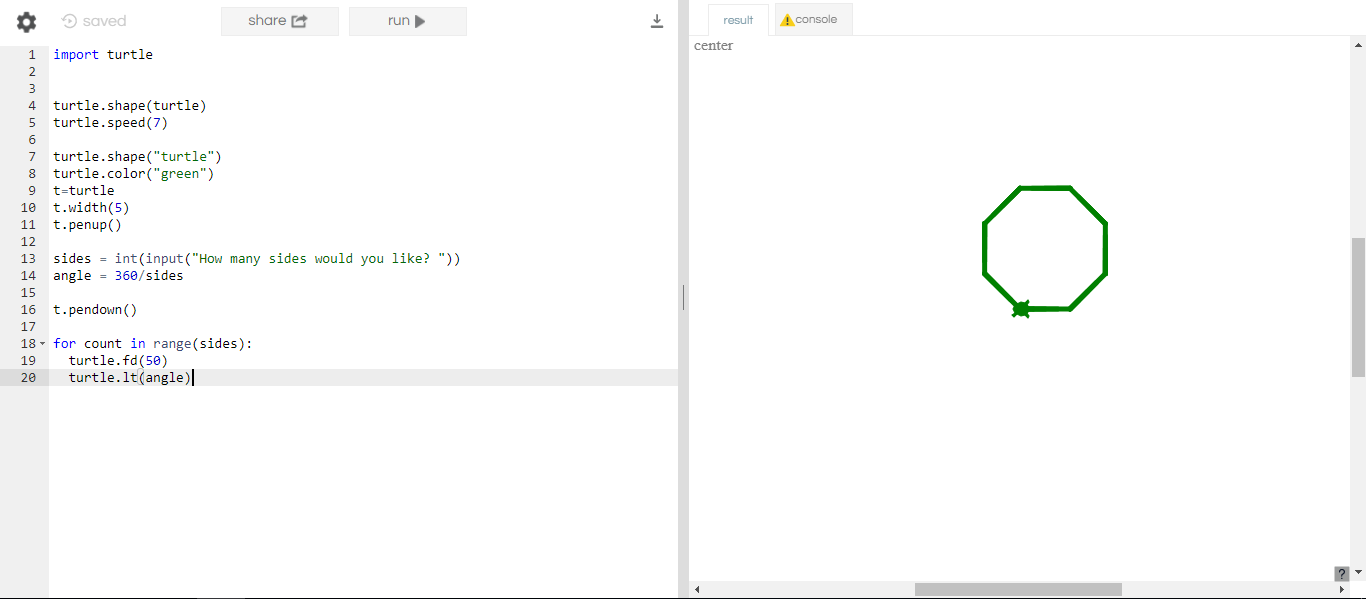 saved share run
1 import turtle
2
3
4 turtle.shape(turtle)
5 turtle.speed(7)
6
7 turtle.shape("turtle")
8 turtle.color("green")
9 t=turtle
10 t.width(5)
11 t.penup()
12
13 sides = int(input("How many sides would you like? "))
14 angle = 360/sides
15
16 t.pendown()
17
18 for count in range(sides):
19   turtle.fd(50)
20   turtle.lt(angle)
result console
center
?